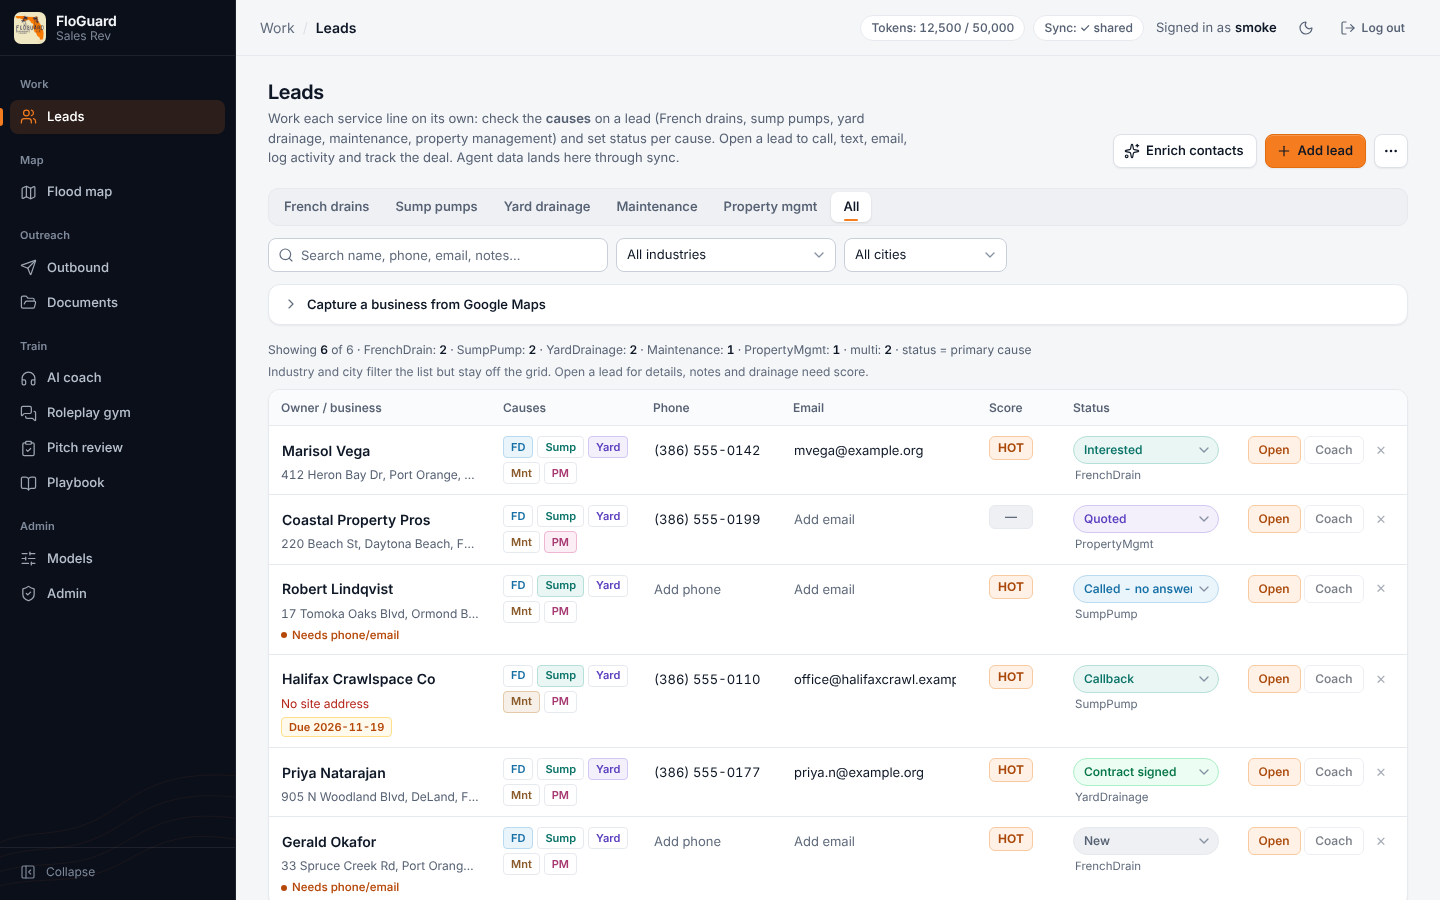 FloGuard
Sales Rev
Work
Leads
Map
Flood map
Outreach
Outbound
Documents
Train
AI coach
Roleplay gym
Pitch review
Playbook
Admin
Models
Admin
Collapse
Work / Leads
Tokens: 12,500 / 50,000
Sync: ✓ shared
Signed in as smoke
Log out
Leads
Work each service line on its own: check the causes on a lead (French drains, sump pumps, yard
drainage, maintenance, property management) and set status per cause. Open a lead to call, text, email,
log activity and track the deal. Agent data lands here through sync.
Enrich contacts
+ Add lead
...
French drains Sump pumps Yard drainage Maintenance Property mgmt All
Search name, phone, email, notes...
All industries
All cities
Capture a business from Google Maps
Showing 6 of 6 · FrenchDrain: 2 · SumpPump: 2 · YardDrainage: 2 · Maintenance: 1 · PropertyMgmt: 1 · multi: 2 · status = primary cause
Industry and city filter the list but stay off the grid. Open a lead for details, notes and drainage need score.
Owner / business Causes Phone Email Score Status
Marisol Vega FD Sump Yard (386) 555-0142 mvega@example.org HOT Interested Open Coach ×
412 Heron Bay Dr, Port Orange, ... Mnt PM FrenchDrain
Coastal Property Pros FD Sump Yard (386) 555-0199 Add email — Quoted Open Coach ×
220 Beach St, Daytona Beach, F... Mnt PM PropertyMgmt
Robert Lindqvist FD Sump Yard Add phone Add email HOT Called - no answer Open Coach ×
17 Tomoka Oaks Blvd, Ormond B... Mnt PM SumpPump
Needs phone/email
Halifax Crawlspace Co FD Sump Yard (386) 555-0110 office@halifaxcrawl.examp HOT Callback Open Coach ×
No site address Mnt PM SumpPump
Due 2026-11-19
Priya Natarajan FD Sump Yard (386) 555-0177 priya.n@example.org HOT Contract signed Open Coach ×
905 N Woodland Blvd, DeLand, F... Mnt PM YardDrainage
Gerald Okafor FD Sump Yard Add phone Add email HOT New Open Coach ×
33 Spruce Creek Rd, Port Orang... Mnt PM FrenchDrain
Needs phone/email